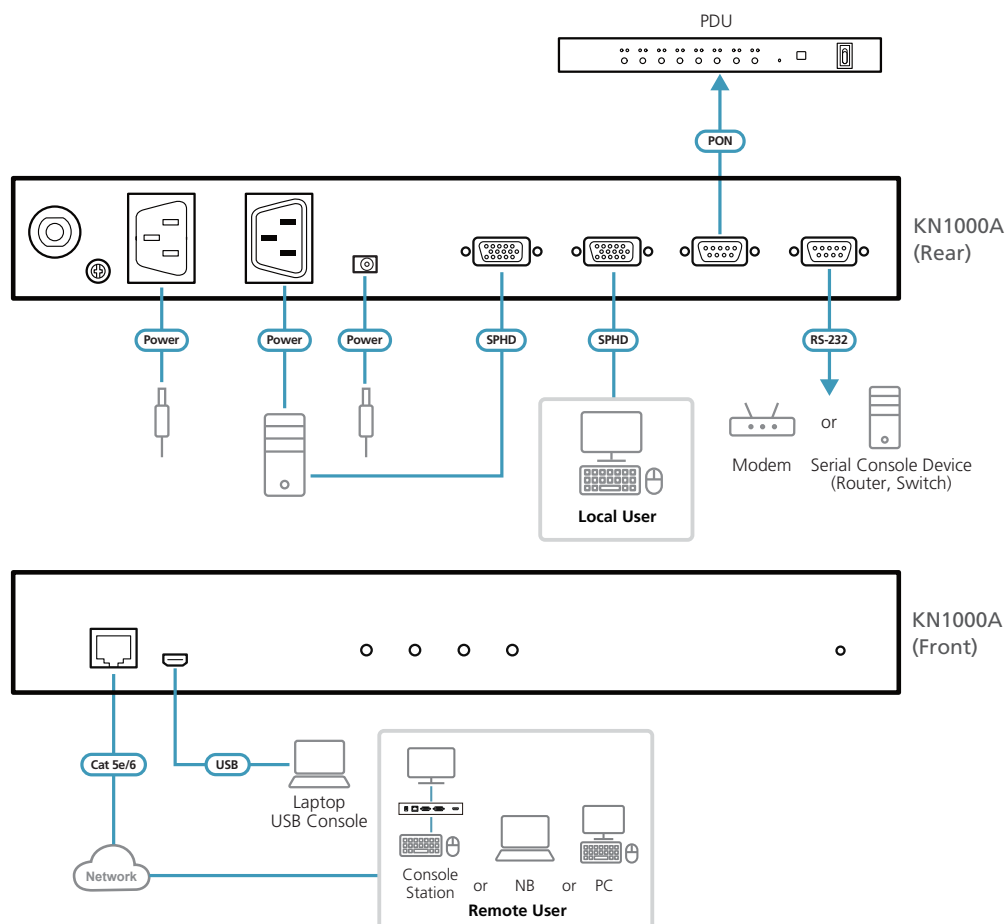 PDU
PON
KN1000A
(Rear)
Power
Power
Power
SPHD
SPHD
RS-232
or
Modem
Serial Console Device
(Router, Switch)
Local User
KN1000A
(Front)
Cat 5e/6
USB
Laptop
USB Console
Network
Console
Station
or
NB
or
PC
Remote User